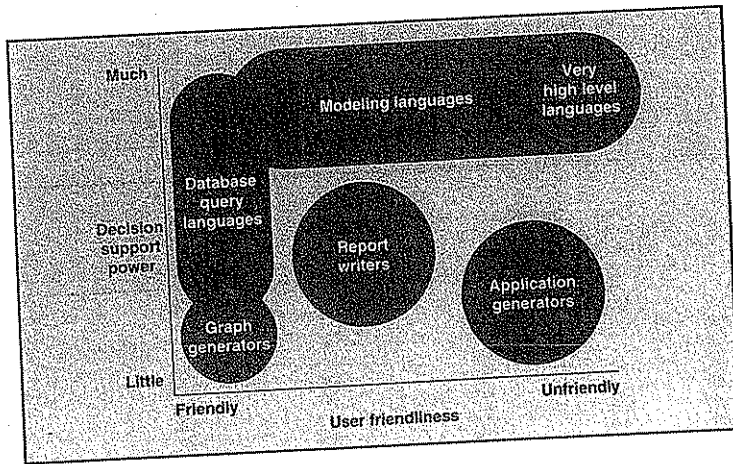 Much
Modeling languages
Very
high level
languages
Database
query
languages
Decision
support
power
Report
writers
Application
generators
Graph
generators
Little
Friendly
Unfriendly
User friendliness